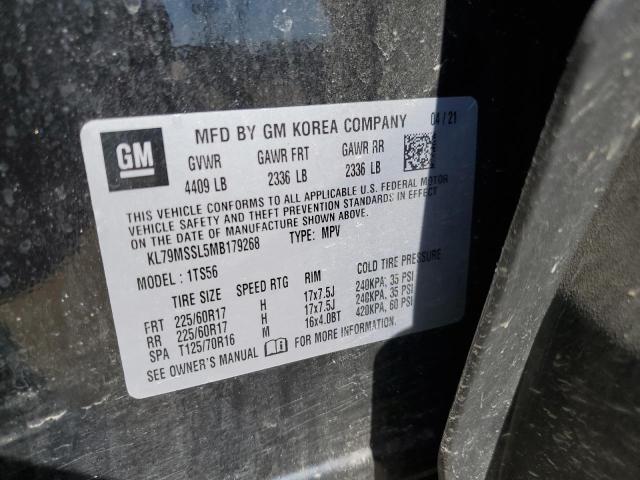 GM
MFD BY GM KOREA COMPANY 04 / 21
GVWR GAWR FRT GAWR RR
4409 LB 2336 LB 2336 LB
THIS VEHICLE CONFORMS TO ALL APPLICABLE U.S. FEDERAL MOTOR
VEHICLE SAFETY AND THEFT PREVENTION STANDARDS IN EFFECT
ON THE DATE OF MANUFACTURE SHOWN ABOVE.
KL79MSSL5MB179268 TYPE: MPV
MODEL : 1TS56
TIRE SIZE SPEED RTG RIM COLD TIRE PRESSURE
FRT 225/60R17 H 17x7.5J 240KPA, 35 PSI
RR 225/60R17 H 17x7.5J 240KPA, 35 PSI
SPA T125/70R16 M 16x4.0BT 420KPA, 60 PSI
SEE OWNER'S MANUAL FOR MORE INFORMATION.